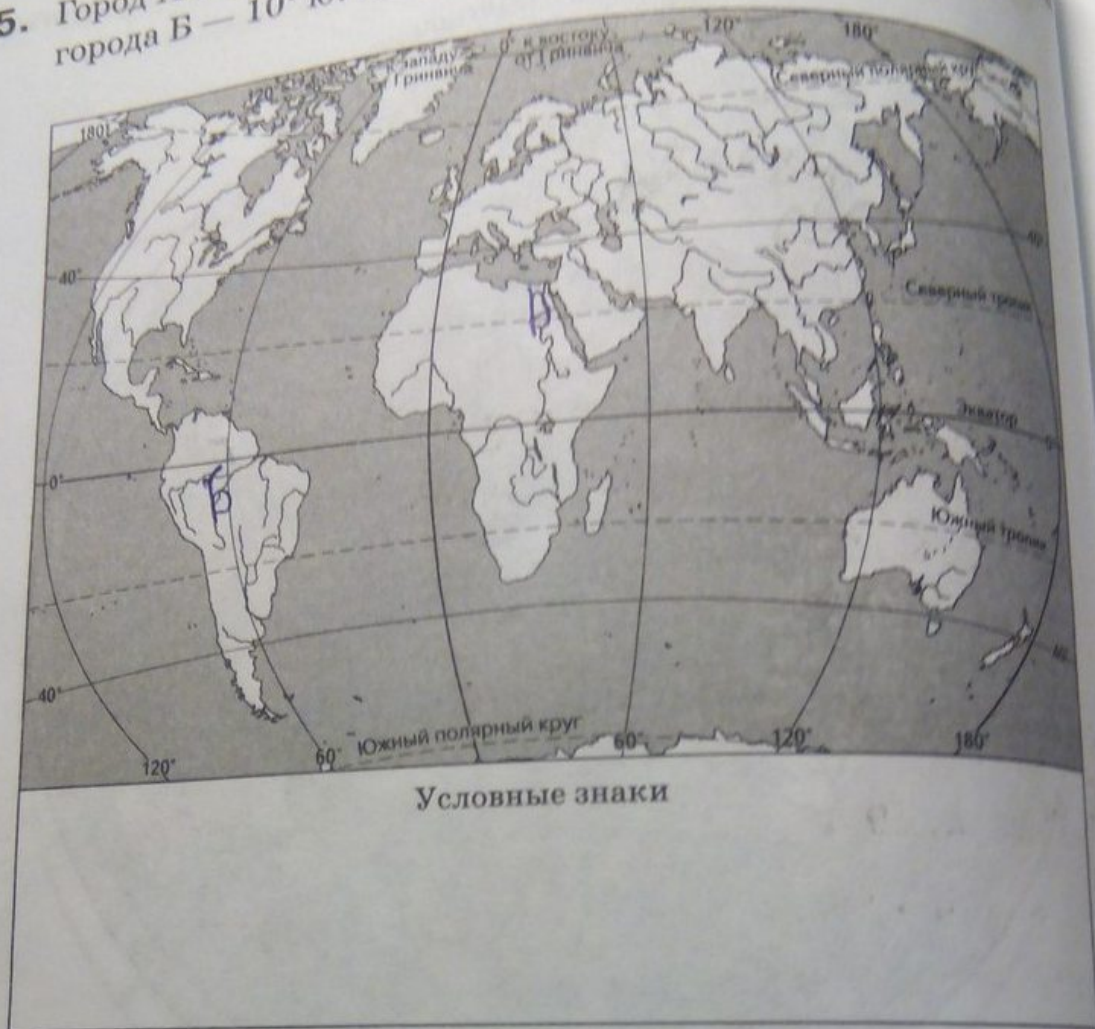 5. Город
города Б — 10°
к западу
от Гринвича
0° к востоку
от Гринвича
120°
180°
120°
180°
Северный полярный
40°
40
Северный тропик
Экватор
0°
0°
Б
Б
Южный тропик
40°
40
Южный полярный круг
120°
60°
60°
120°
180°
Условные знаки